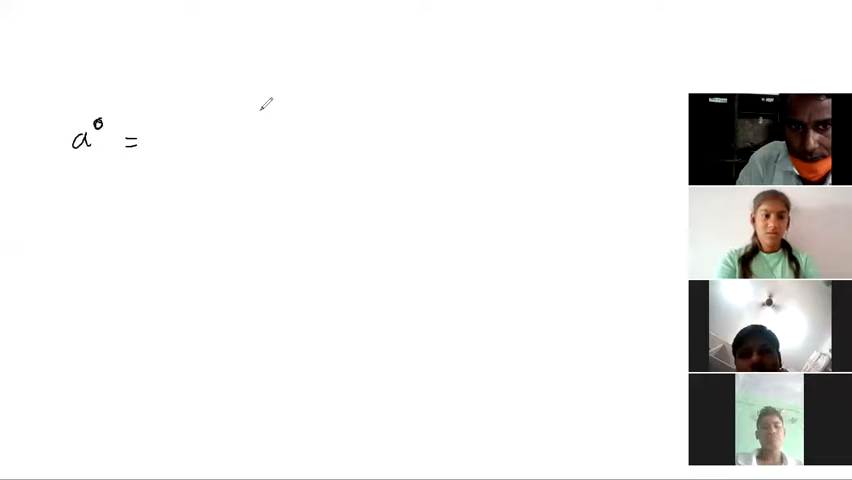 a⁰ =